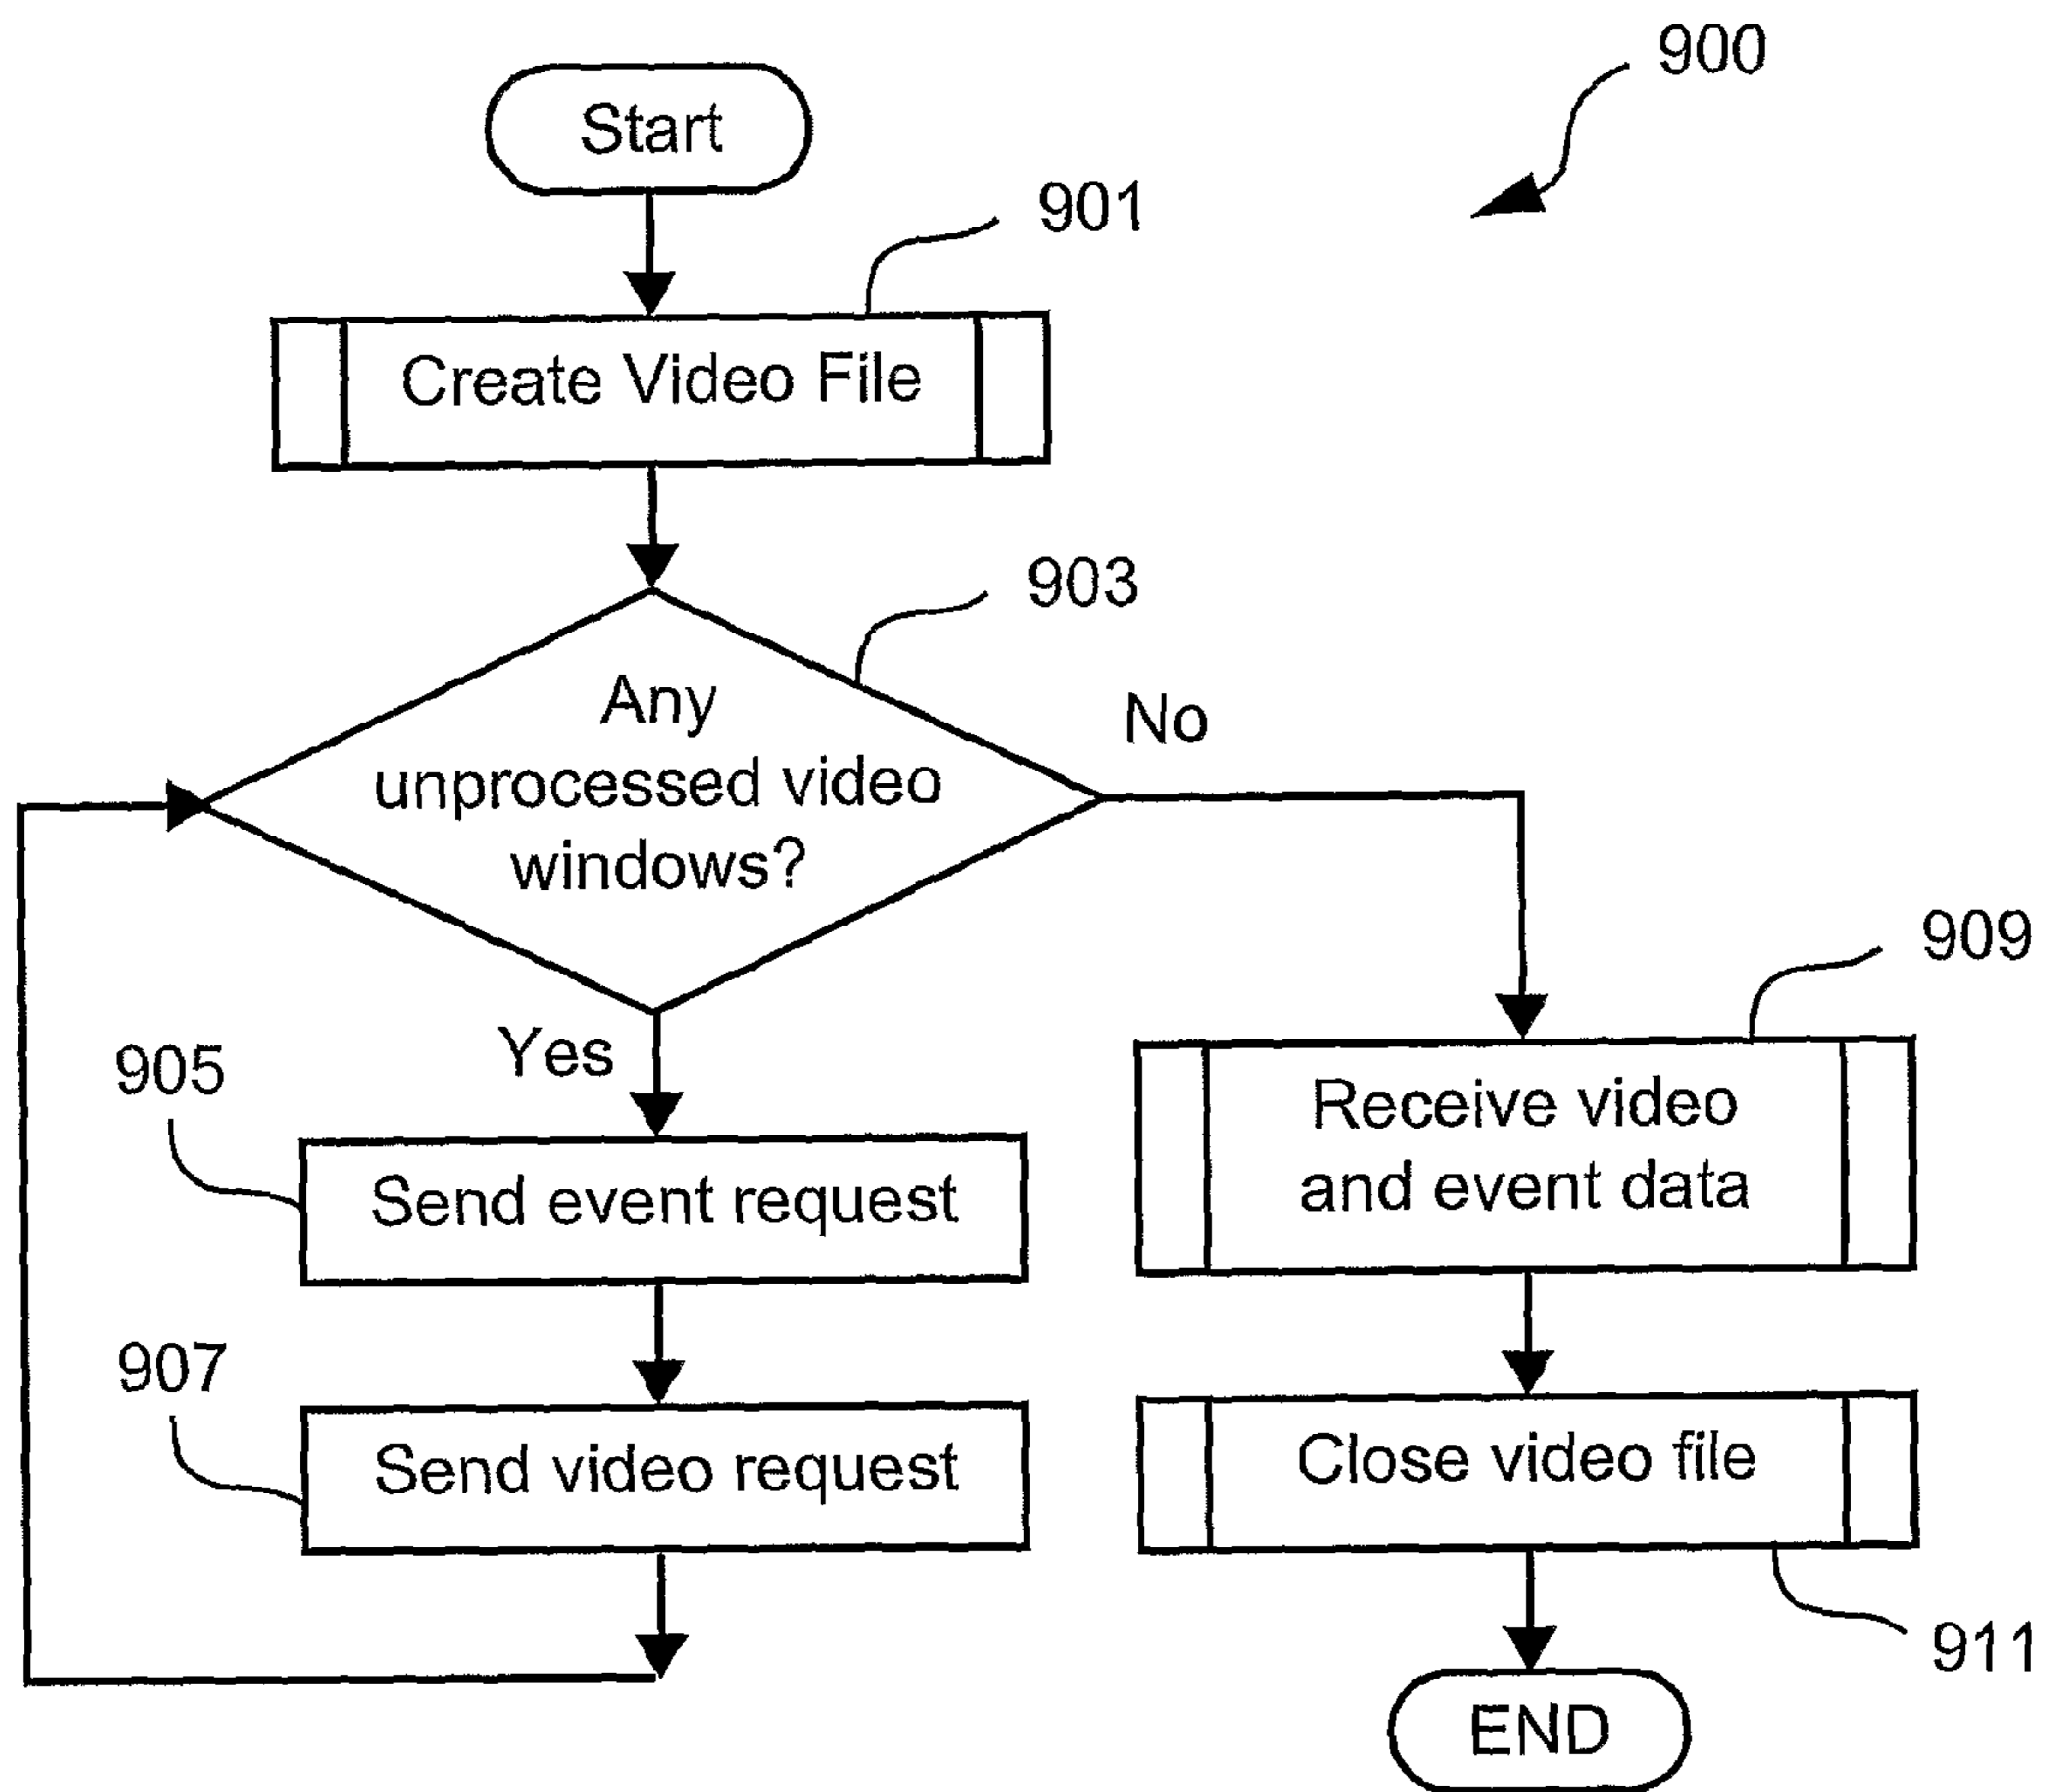 900
Start
901
Create Video File
903
Any
unprocessed video
windows?
No
Yes
905
Send event request
907
Send video request
909
Receive video
and event data
Close video file
911
END